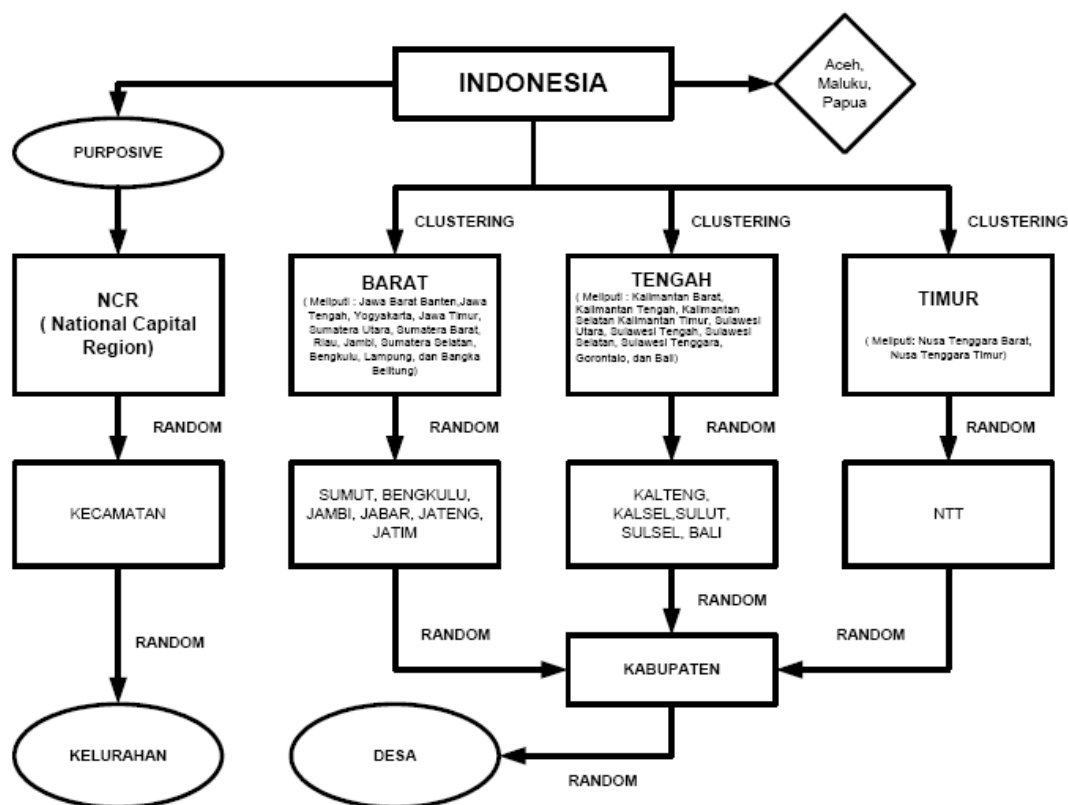 INDONESIA
Aceh,
Maluku,
Papua
PURPOSIVE
CLUSTERING
CLUSTERING
CLUSTERING
NCR
( National Capital
Region)
BARAT
( Meliputi : Jawa Barat Banten,Jawa
Tengah, Yogyakarta, Jawa Timur,
Sumatera Utara, Sumatera Barat,
Riau, Jambi, Sumatera Selatan,
Bengkulu, Lampung, dan Bangka
Belitung)
TENGAH
( Meliputi : Kalimantan Barat,
Kalimantan Tengah, Kalimantan
Selatan Kalimantan Timur, Sulawesi
Utara, Sulawesi Tengah, Sulawesi
Selatan, Sulawesi Tenggara,
Gorontalo, dan Bali)
TIMUR
( Meliputi: Nusa Tenggara Barat,
Nusa Tenggara Timur)
RANDOM
RANDOM
RANDOM
RANDOM
KECAMATAN
SUMUT, BENGKULU,
JAMBI, JABAR, JATENG,
JATIM
KALTENG,
KALSEL,SULUT,
SULSEL, BALI
NTT
RANDOM
RANDOM
RANDOM
RANDOM
KABUPATEN
KELURAHAN
DESA
RANDOM